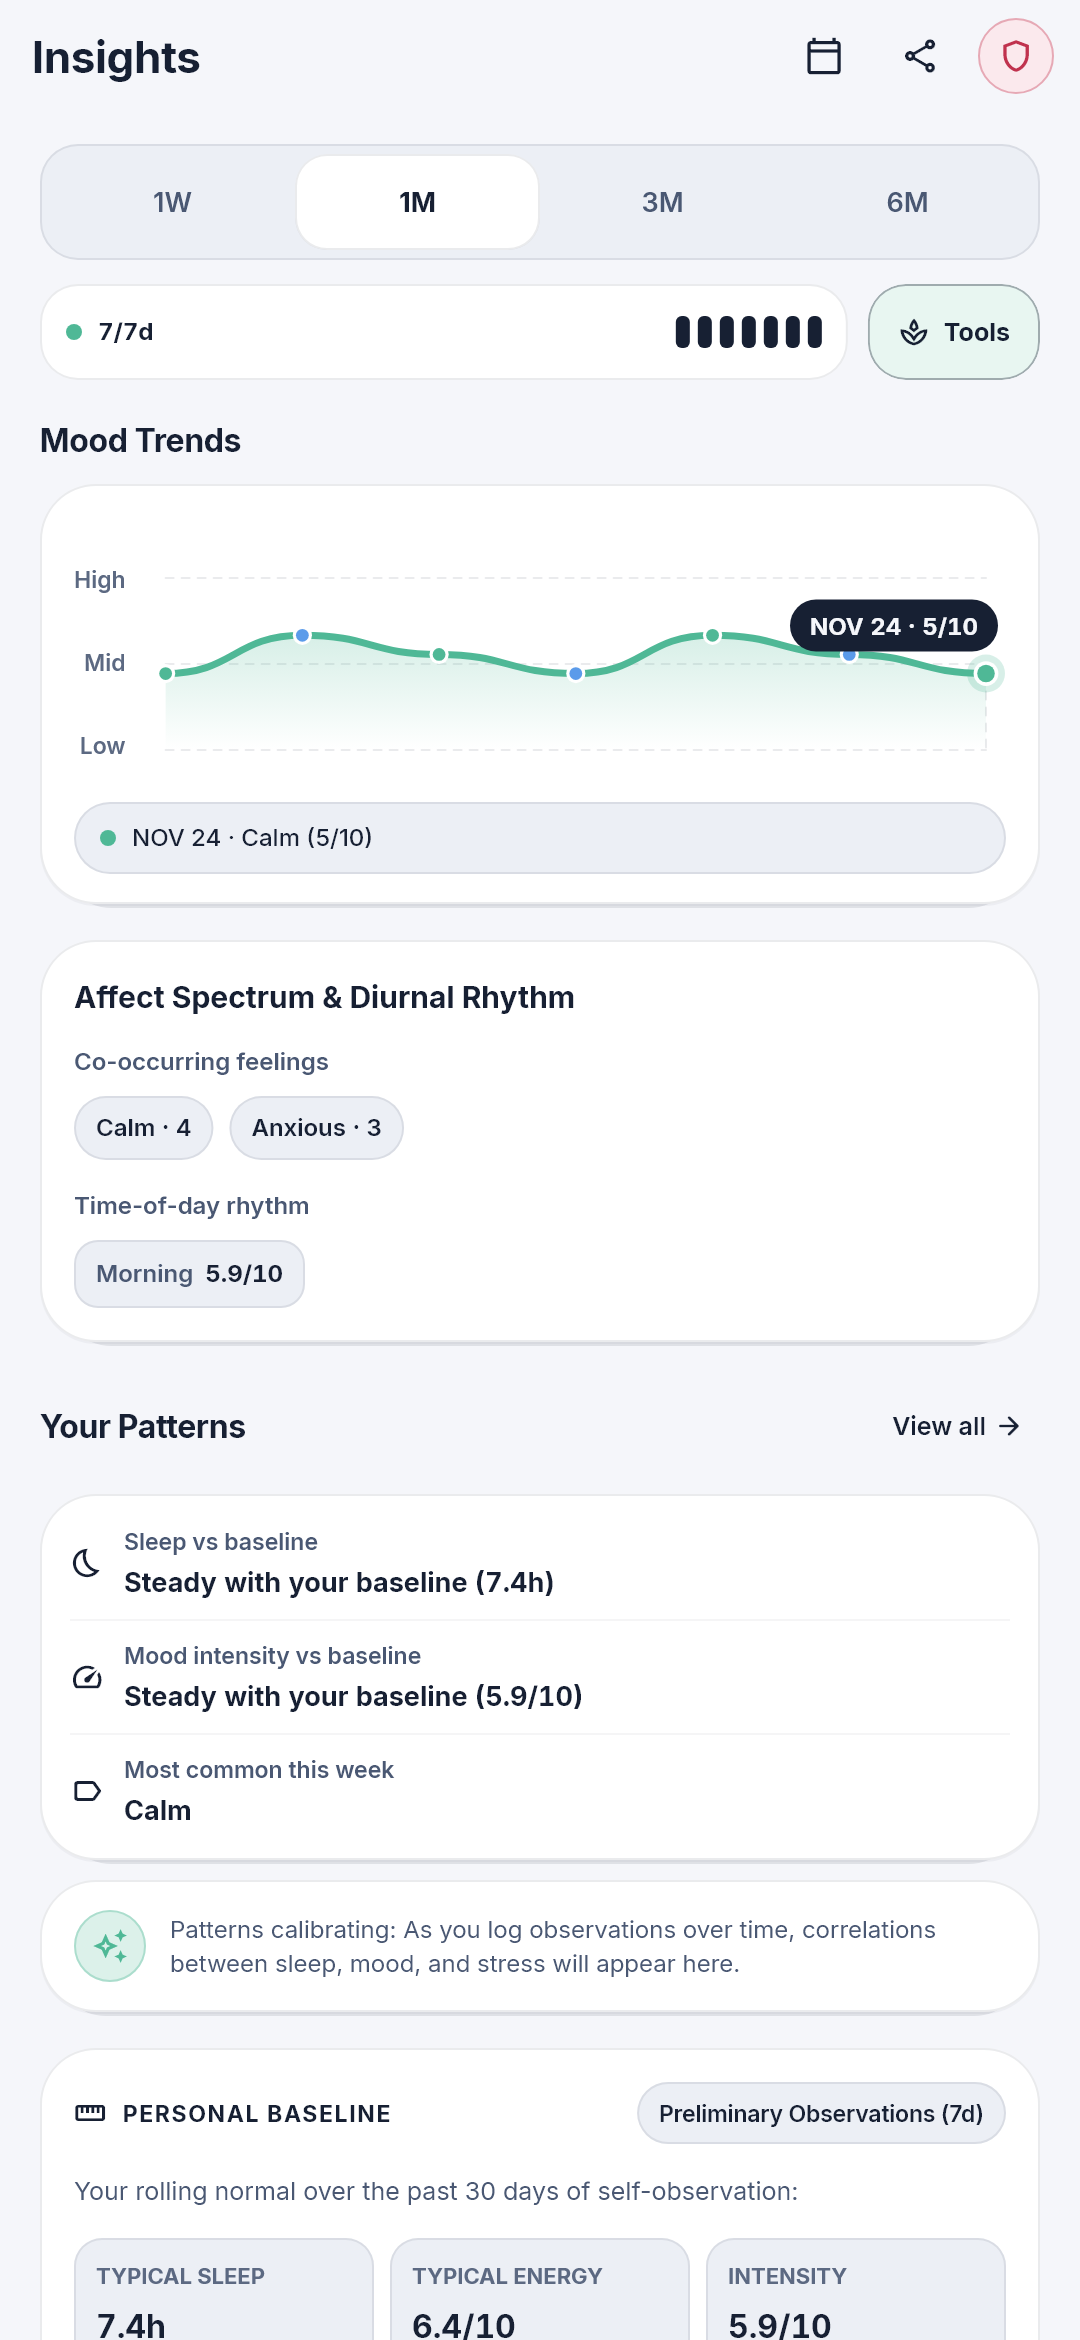 Insights
1W
1M
3M
6M
7/7d
Tools
Mood Trends
High
Mid
Low
NOV 24 · 5/10
NOV 24 · Calm (5/10)
Affect Spectrum & Diurnal Rhythm
Co-occurring feelings
Calm · 4
Anxious · 3
Time-of-day rhythm
Morning 5.9/10
Your Patterns
View all →
Sleep vs baseline
Steady with your baseline (7.4h)
Mood intensity vs baseline
Steady with your baseline (5.9/10)
Most common this week
Calm
Patterns calibrating: As you log observations over time, correlations
between sleep, mood, and stress will appear here.
PERSONAL BASELINE
Preliminary Observations (7d)
Your rolling normal over the past 30 days of self-observation:
TYPICAL SLEEP
7.4h
TYPICAL ENERGY
6.4/10
INTENSITY
5.9/10